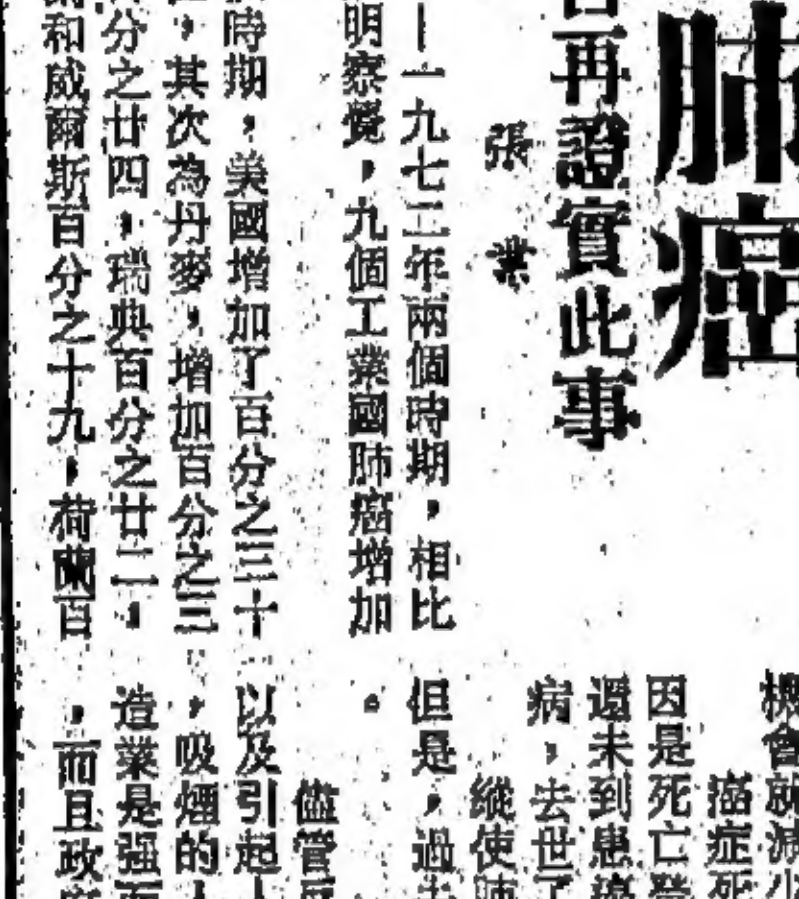 肺癌
再證實此事
張
一九七三年兩個時期，相比
明察覺，九個工業國肺癌增加
時期，美國增加了百分之三十
，其次為丹麥，增加百分之三
分之廿四，瑞典百分之廿二，
和威爾斯百分之十九，荷蘭百
機會就減少
癌症死
因是死亡登
還未到患癌
病，去世了
縱使肺
但是，過去
。
儘管
以及引起
，吸煙的人
造業是強而
，而且政府